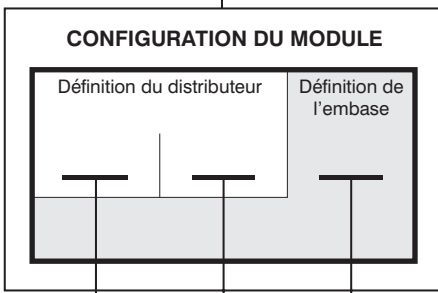 CONFIGURATION DU MODULE
Définition du distributeur
Définition de
l'embase